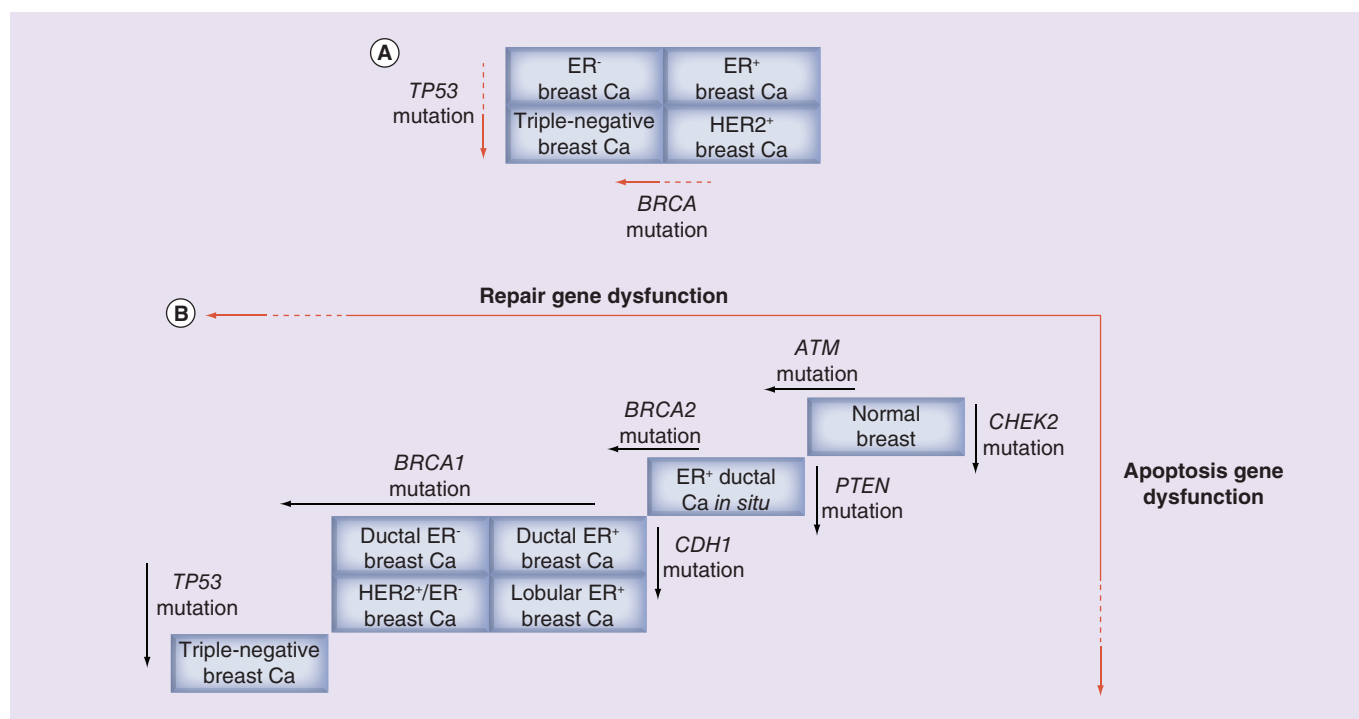 A
TP53
mutation
ER-
breast Ca
ER+
breast Ca
Triple-negative
breast Ca
HER2+
breast Ca
BRCA
mutation
B
Repair gene dysfunction
ATM
mutation
Normal
breast
CHEK2
mutation
BRCA2
mutation
ER+ ductal
Ca in situ
PTEN
mutation
Apoptosis gene
dysfunction
BRCA1
mutation
Ductal ER-
breast Ca
Ductal ER+
breast Ca
CDH1
mutation
HER2+/ER-
breast Ca
Lobular ER+
breast Ca
TP53
mutation
Triple-negative
breast Ca